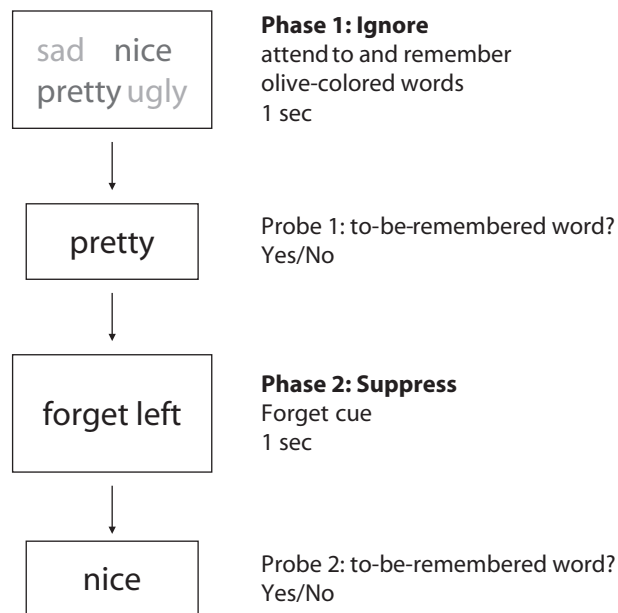 sad nice
pretty ugly
Phase 1: Ignore
attend to and remember
olive-colored words
1 sec
pretty
Probe 1: to-be-remembered word?
Yes/No
forget left
Phase 2: Suppress
Forget cue
1 sec
nice
Probe 2: to-be-remembered word?
Yes/No